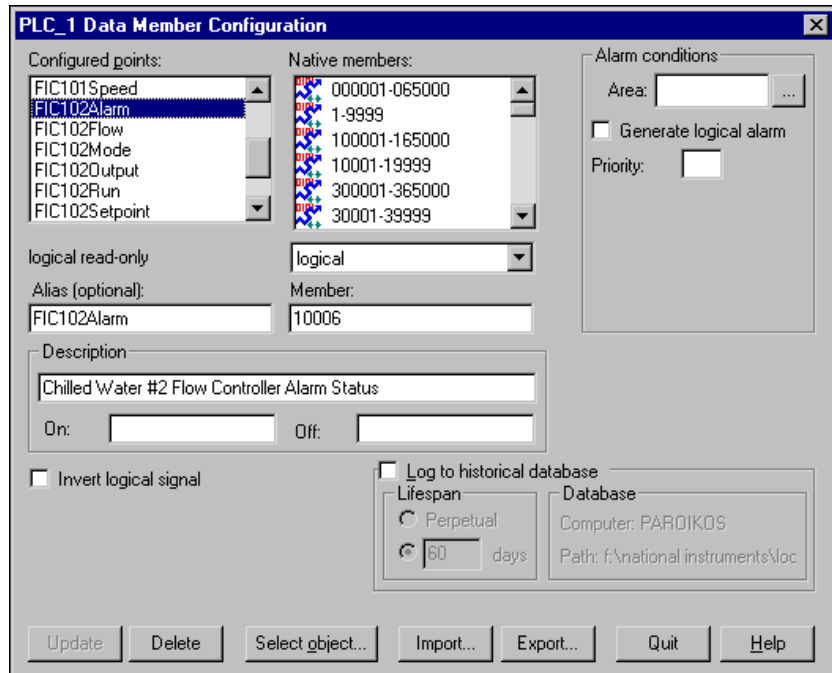 PLC_1 Data Member Configuration
Configured points:
FIC101Speed
FIC102Alarm
FIC102Flow
FIC102Mode
FIC102Output
FIC102Run
FIC102Setpoint
Native members:
000001-065000
1-9999
100001-165000
10001-19999
300001-365000
30001-39999
Alarm conditions
Area:
...
Generate logical alarm
Priority:
logical read-only
logical
Alias (optional):
FIC102Alarm
Member:
10006
Description
Chilled Water #2 Flow Controller Alarm Status
On:
Off:
Invert logical signal
Log to historical database
Lifespan
Perpetual
60 days
Database
Computer: PAROIKOS
Path: f:\national instruments\loc
Update Delete Select object... Import... Export... Quit Help